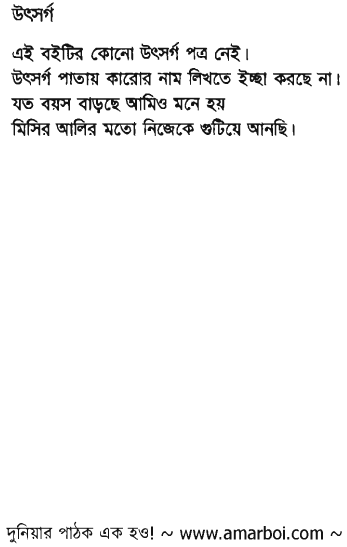 উৎসর্গ
এই বইটির কোনো উৎসর্গ পত্র নেই।
উৎসর্গ পাতায় কারোর নাম লিখতে ইচ্ছা করছে না।
যত বয়স বাড়ছে আমিও মনে হয়
মিসির আলির মতো নিজেকে গুটিয়ে আনছি।
দুনিয়ার পাঠক এক হও! ~ www.amarboi.com ~